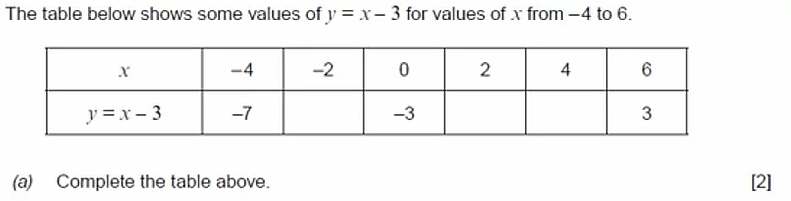 The table below shows some values of y = x – 3 for values of x from –4 to 6.
x –4 –2 0 2 4 6
y = x – 3 –7 –3 3
(a) Complete the table above. [2]